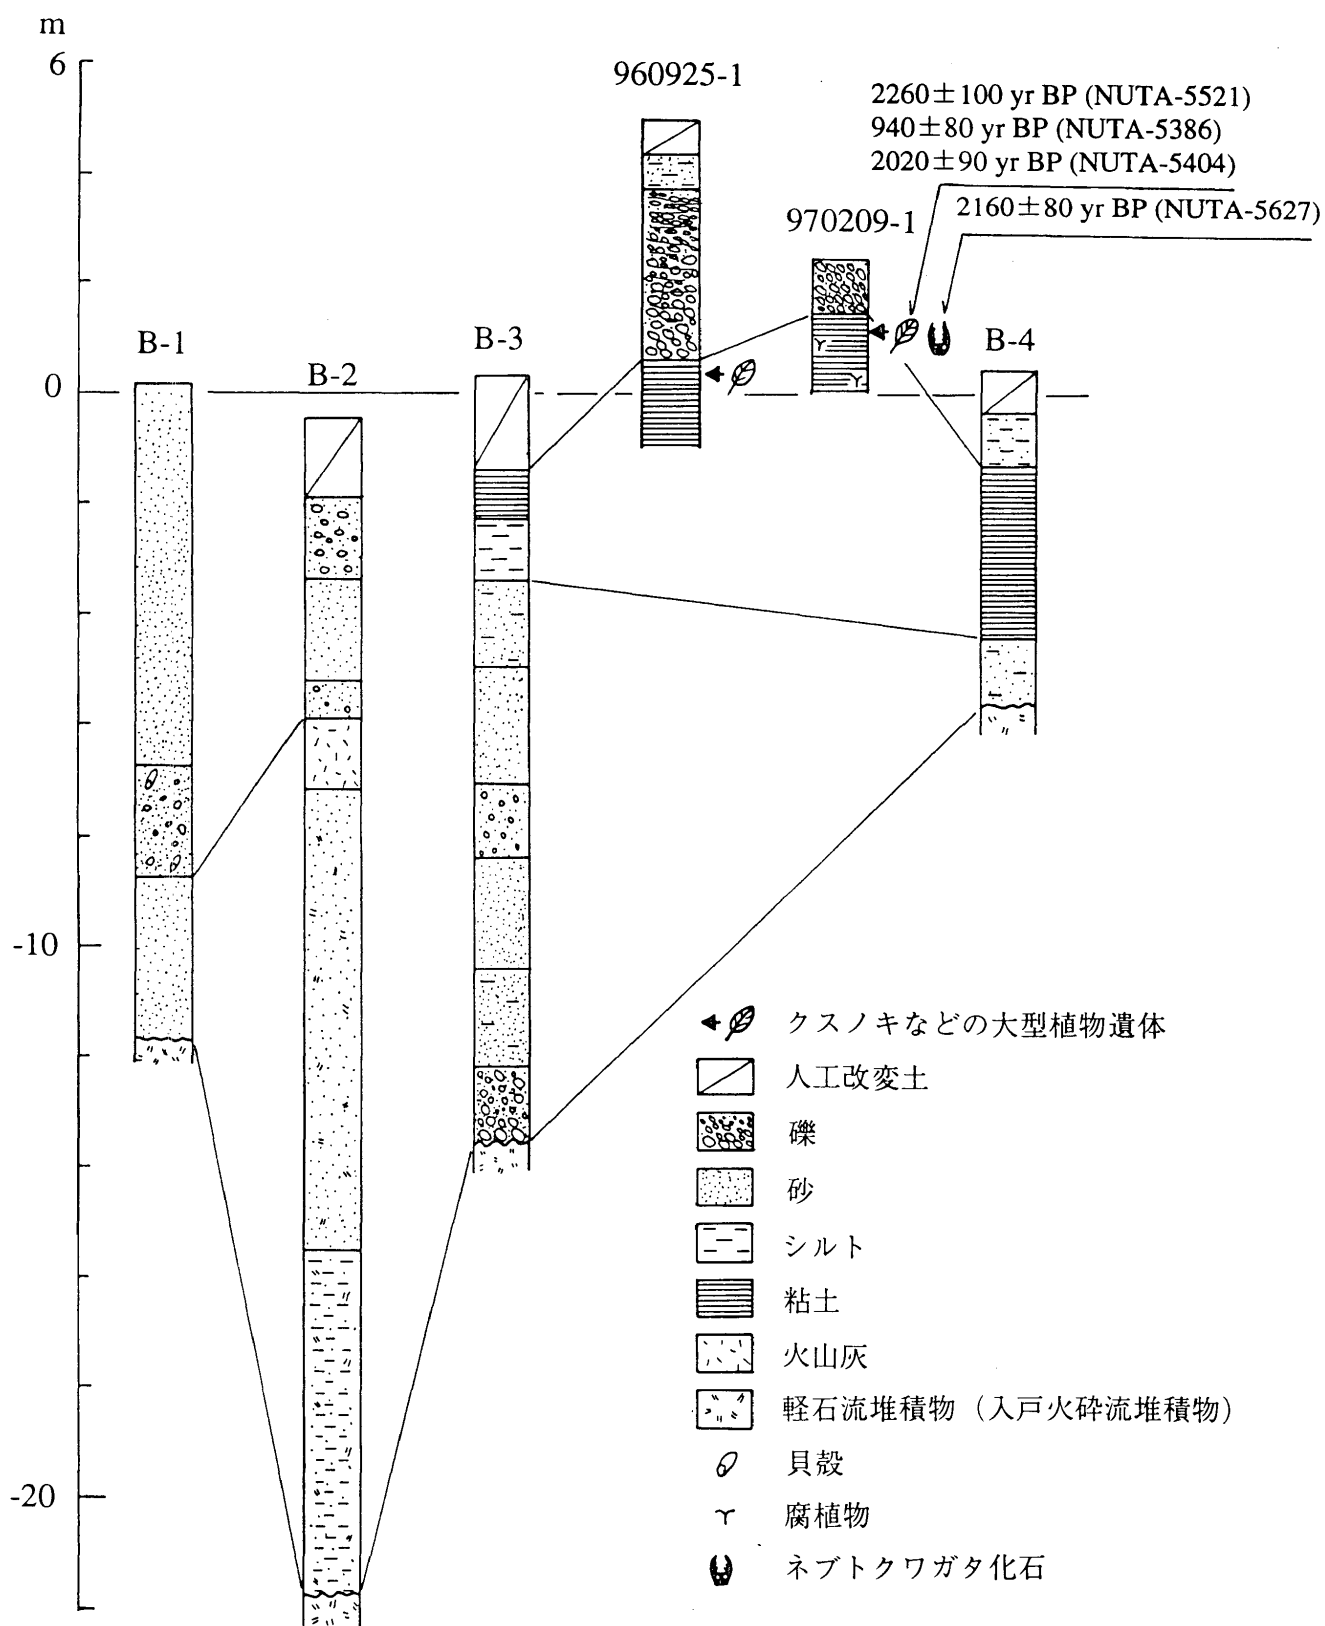 m
6
0
-10
-20
960925-1
2260±100 yr BP (NUTA-5521)
940±80 yr BP (NUTA-5386)
2020±90 yr BP (NUTA-5404)
2160±80 yr BP (NUTA-5627)
970209-1
B-1
B-2
B-3
B-4
クスノキなどの大型植物遺体
人工改変土
礫
砂
シルト
粘土
火山灰
軽石流堆積物（入戸火砕流堆積物）
貝殻
腐植物
ネブトクワガタ化石